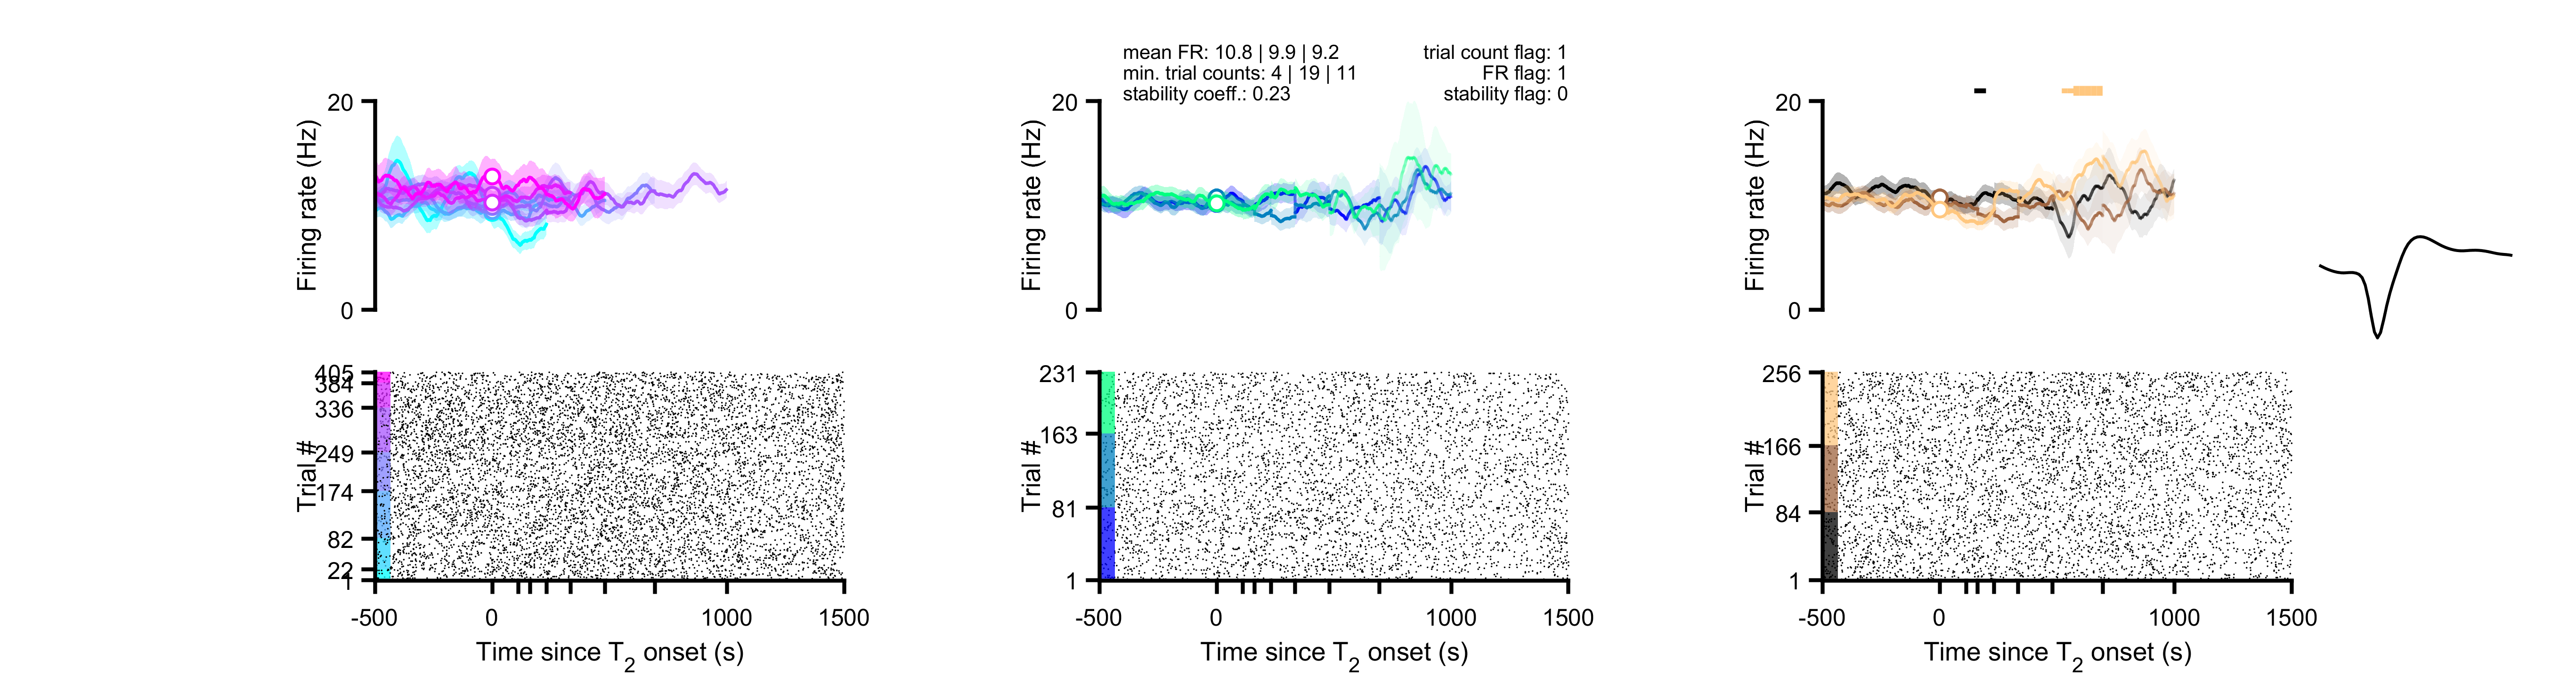 mean FR: 10.8 | 9.9 | 9.2
trial count flag: 1
min. trial counts: 4 | 19 | 11
FR flag: 1
stability coeff.: 0.23
stability flag: 0
20
Firing rate (Hz)
0
20
Firing rate (Hz)
0
20
Firing rate (Hz)
0
405
384
336
249
174
82
22
1
Trial #
-500
0
1000
1500
Time since T2 onset (s)
231
163
81
1
Trial #
-500
0
1000
1500
Time since T2 onset (s)
256
166
84
1
Trial #
-500
0
1000
1500
Time since T2 onset (s)